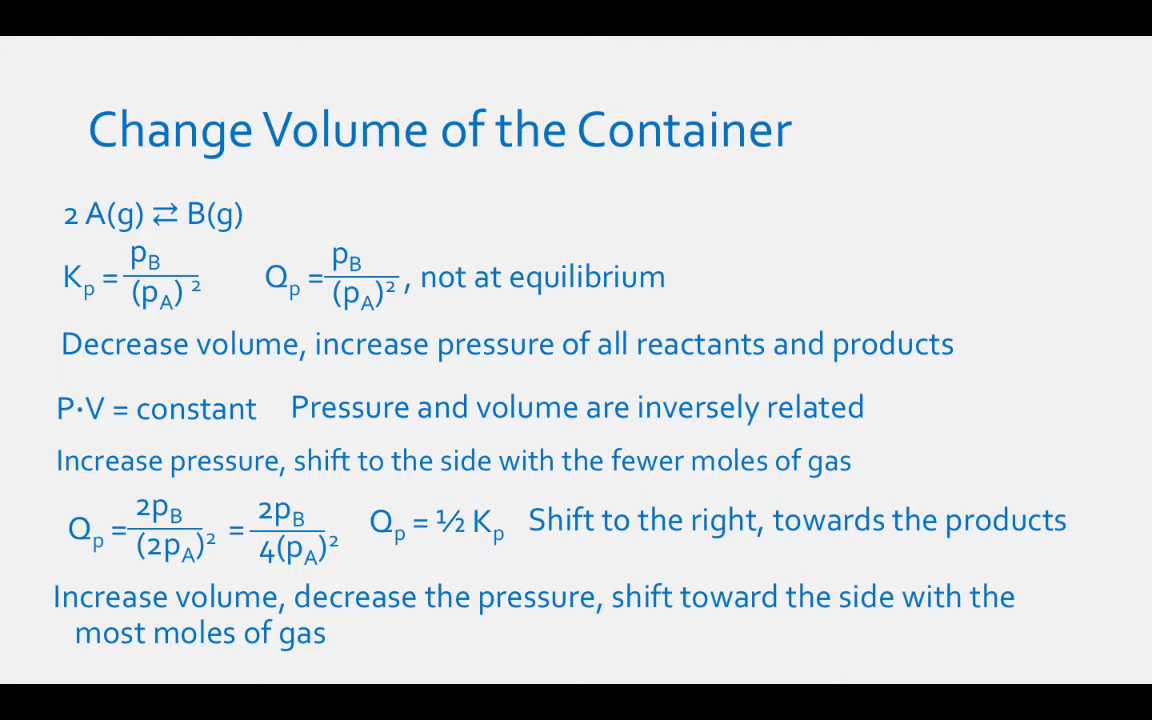 Change Volume of the Container
2 A(g) ⇄ B(g)
Kp = pB/(pA)² Qp = pB/(pA)², not at equilibrium
Decrease volume, increase pressure of all reactants and products
P·V = constant Pressure and volume are inversely related
Increase pressure, shift to the side with the fewer moles of gas
Qp = 2pB/(2pA)² = 2pB/4(pA)² Qp = ½ Kp Shift to the right, towards the products
Increase volume, decrease the pressure, shift toward the side with the
most moles of gas